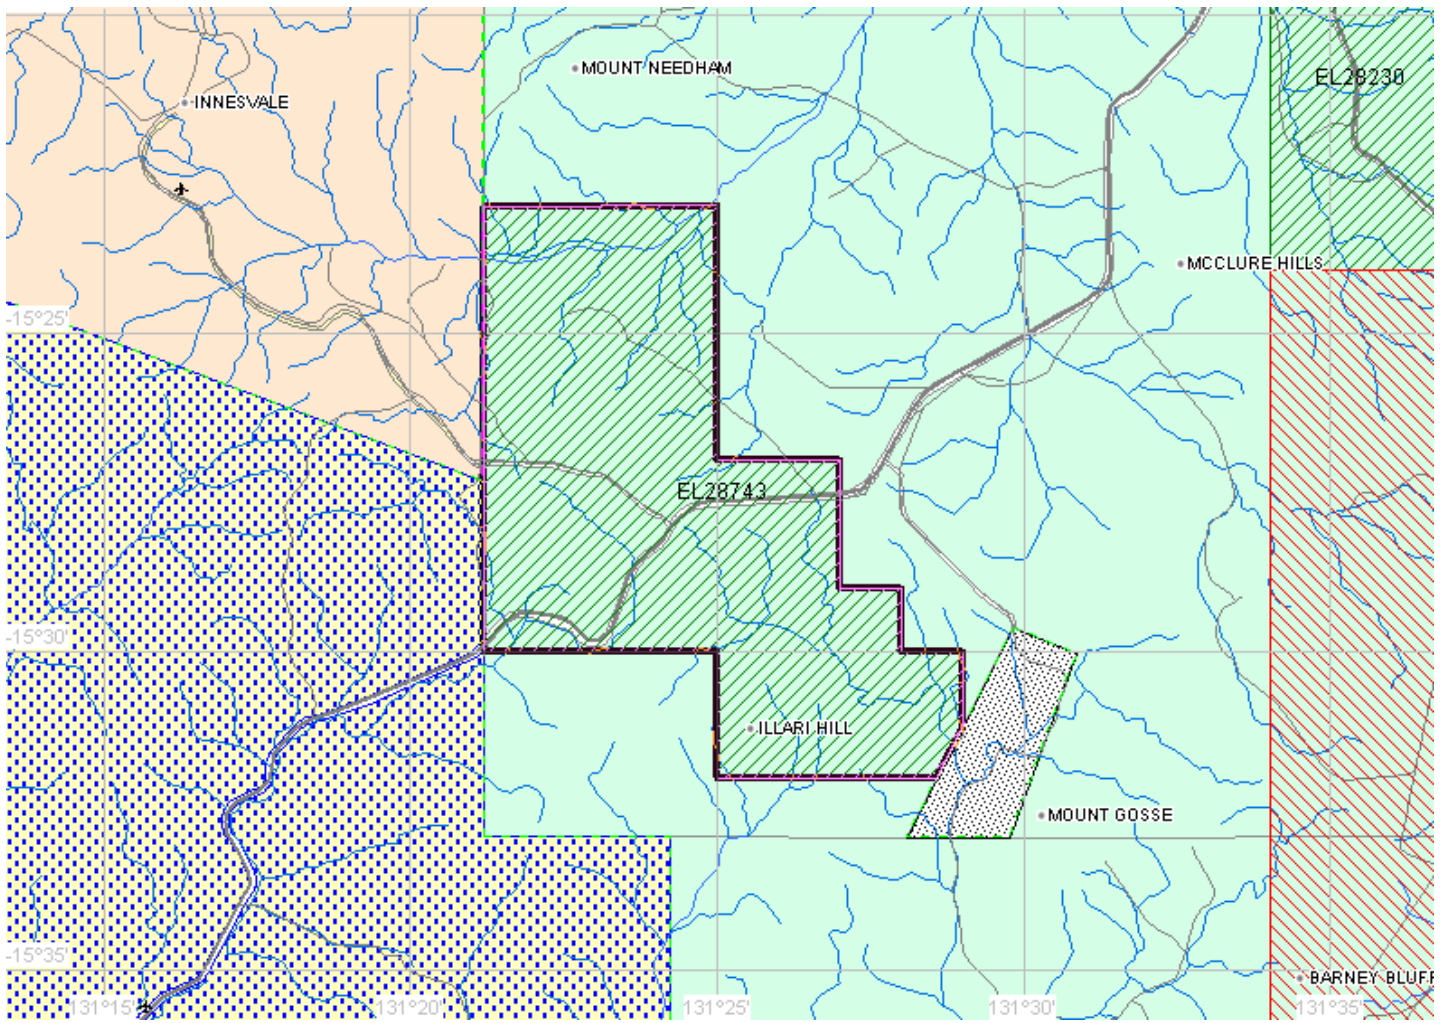 MOUNT NEEDHAM
EL28230
INNESVALE
MCCLURE HILLS
-15°25'
EL28743
-15°30'
ILLARI HILL
MOUNT GOSSE
-15°35'
BARNEY BLUFF
131°15'
131°20'
131°25'
131°30'
131°35'